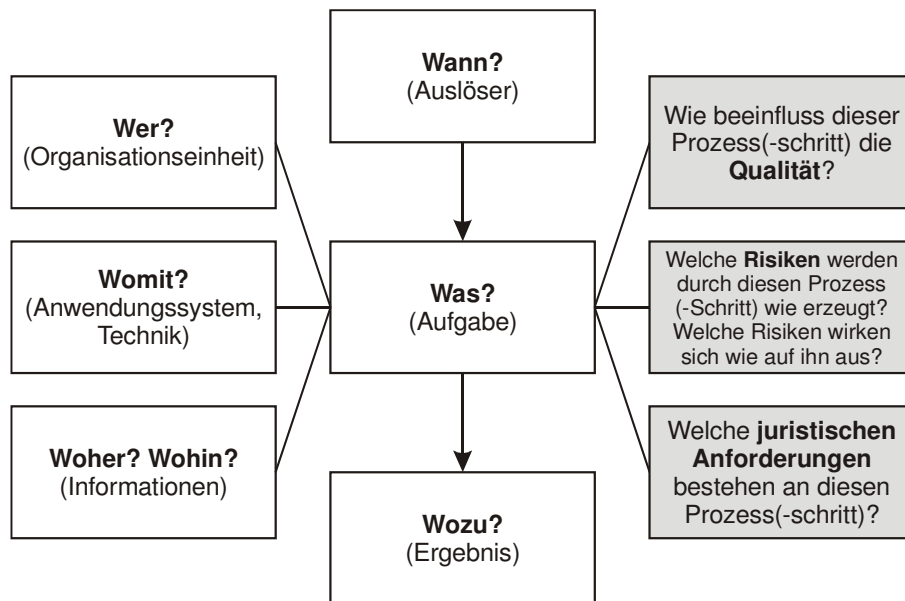 Wann?
(Auslöser)
Wer?
(Organisationseinheit)
Wie beeinfluss dieser
Prozess(-schritt) die
Qualität?
Womit?
(Anwendungssystem,
Technik)
Was?
(Aufgabe)
Welche Risiken werden
durch diesen Prozess
(-Schritt) wie erzeugt?
Welche Risiken wirken
sich wie auf ihn aus?
Woher? Wohin?
(Informationen)
Wozu?
(Ergebnis)
Welche juristischen
Anforderungen
bestehen an diesen
Prozess(-schritt)?